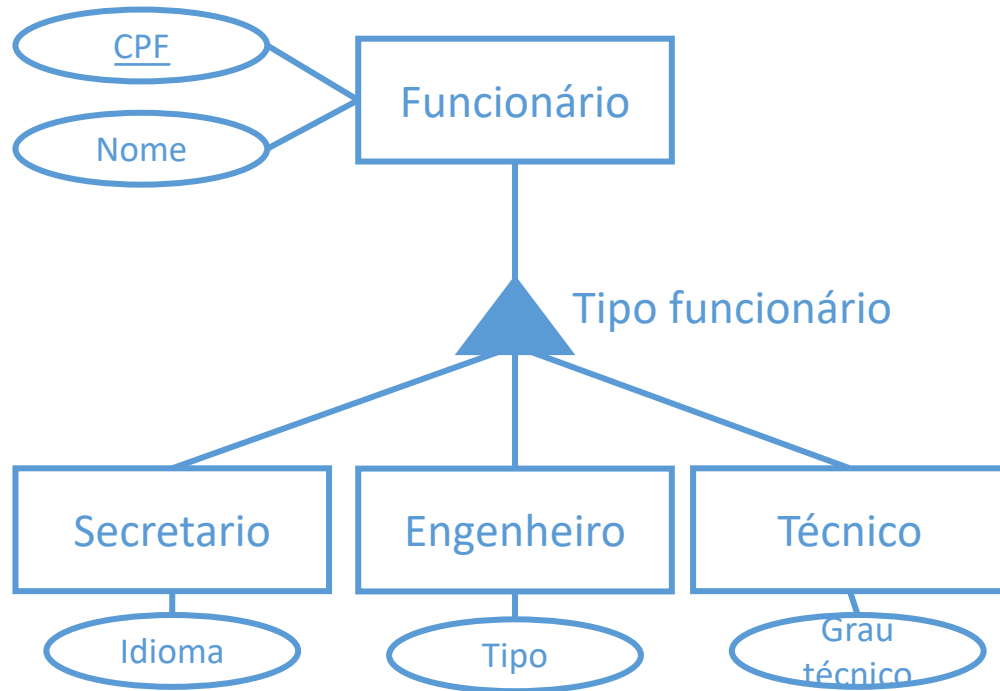 CPF
Funcionário
Nome
Tipo funcionário
Secretario
Engenheiro
Técnico
Idioma
Tipo
Grau
técnico